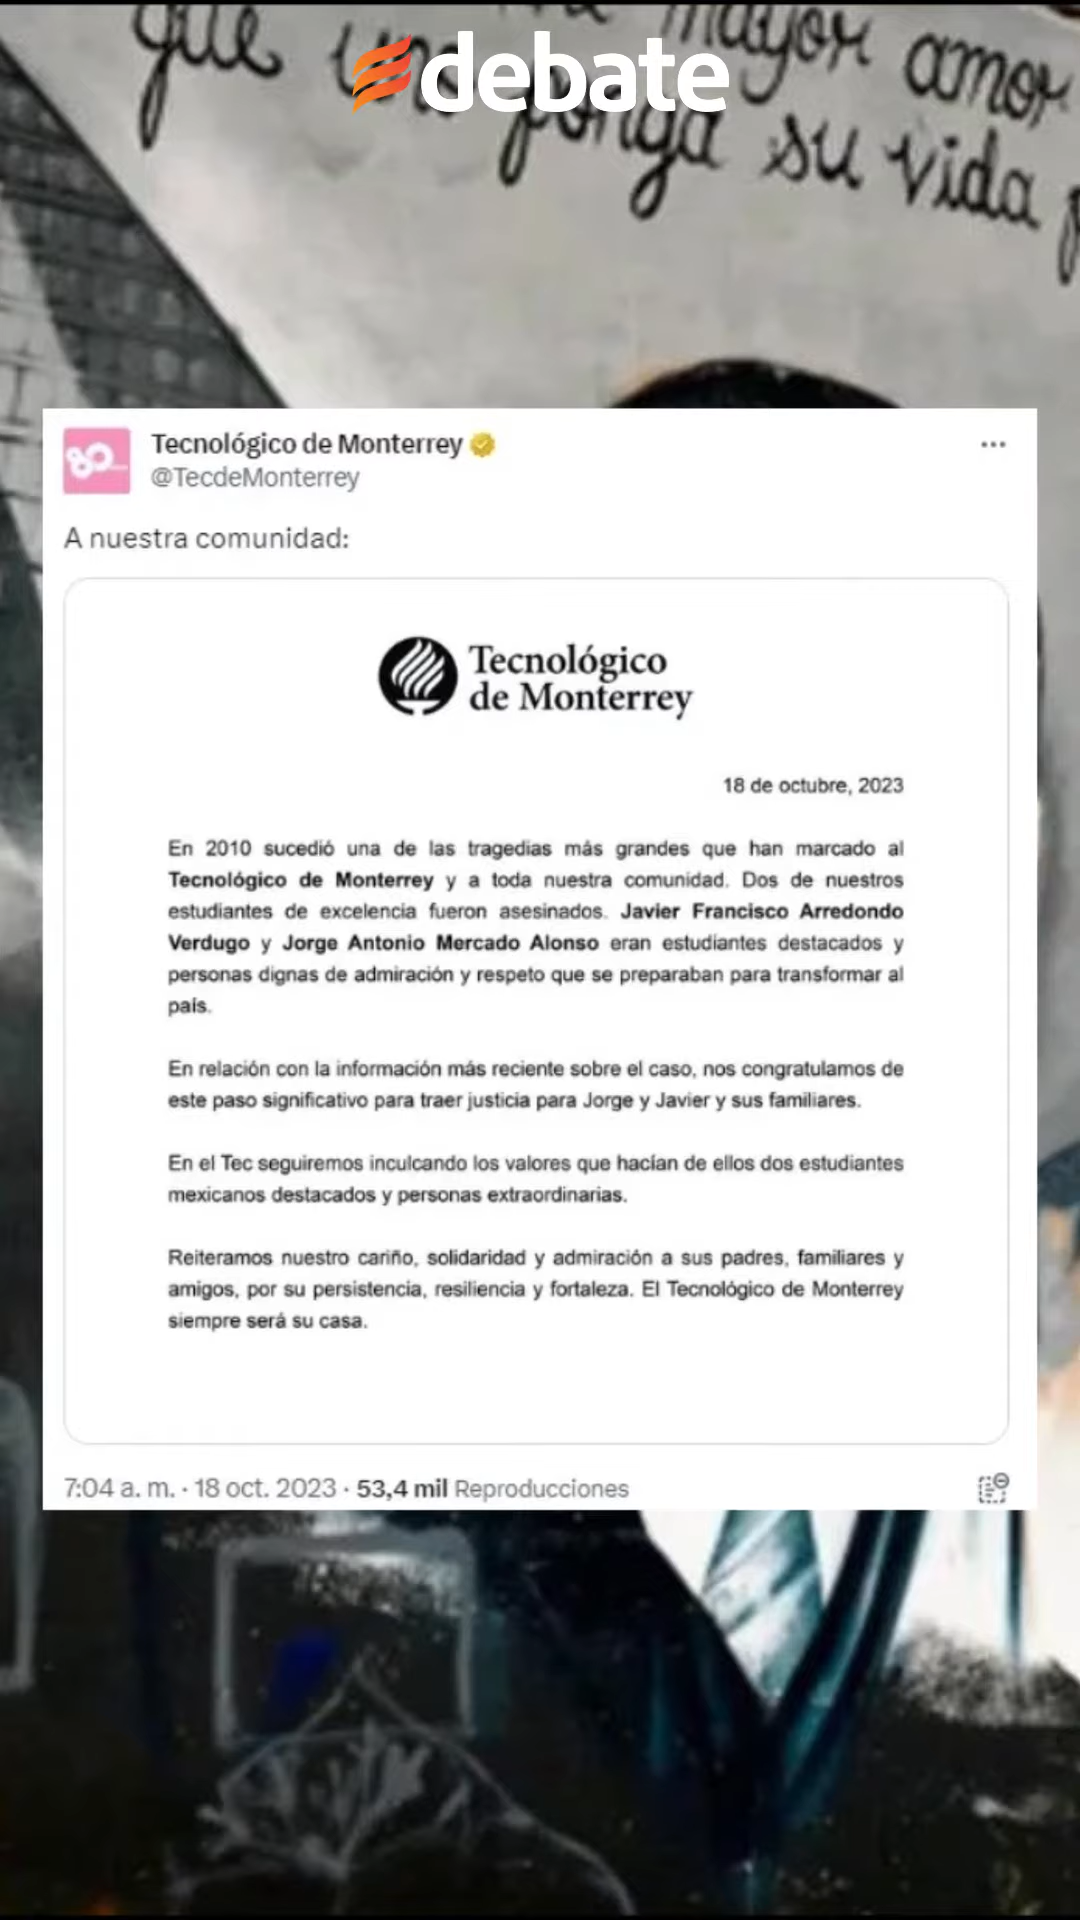 mayor amor
que uno ponga su vida
debate
Tecnológico de Monterrey
@TecdeMonterrey
A nuestra comunidad:
Tecnológico
de Monterrey
18 de octubre, 2023
En 2010 sucedió una de las tragedias más grandes que han marcado al
Tecnológico de Monterrey y a toda nuestra comunidad. Dos de nuestros
estudiantes de excelencia fueron asesinados. Javier Francisco Arredondo
Verdugo y Jorge Antonio Mercado Alonso eran estudiantes destacados y
personas dignas de admiración y respeto que se preparaban para transformar al
país.
En relación con la información más reciente sobre el caso, nos congratulamos de
este paso significativo para traer justicia para Jorge y Javier y sus familiares.
En el Tec seguiremos inculcando los valores que hacían de ellos dos estudiantes
mexicanos destacados y personas extraordinarias.
Reiteramos nuestro cariño, solidaridad y admiración a sus padres, familiares y
amigos, por su persistencia, resiliencia y fortaleza. El Tecnológico de Monterrey
siempre será su casa.
7:04 a. m. · 18 oct. 2023 · 53,4 mil Reproducciones